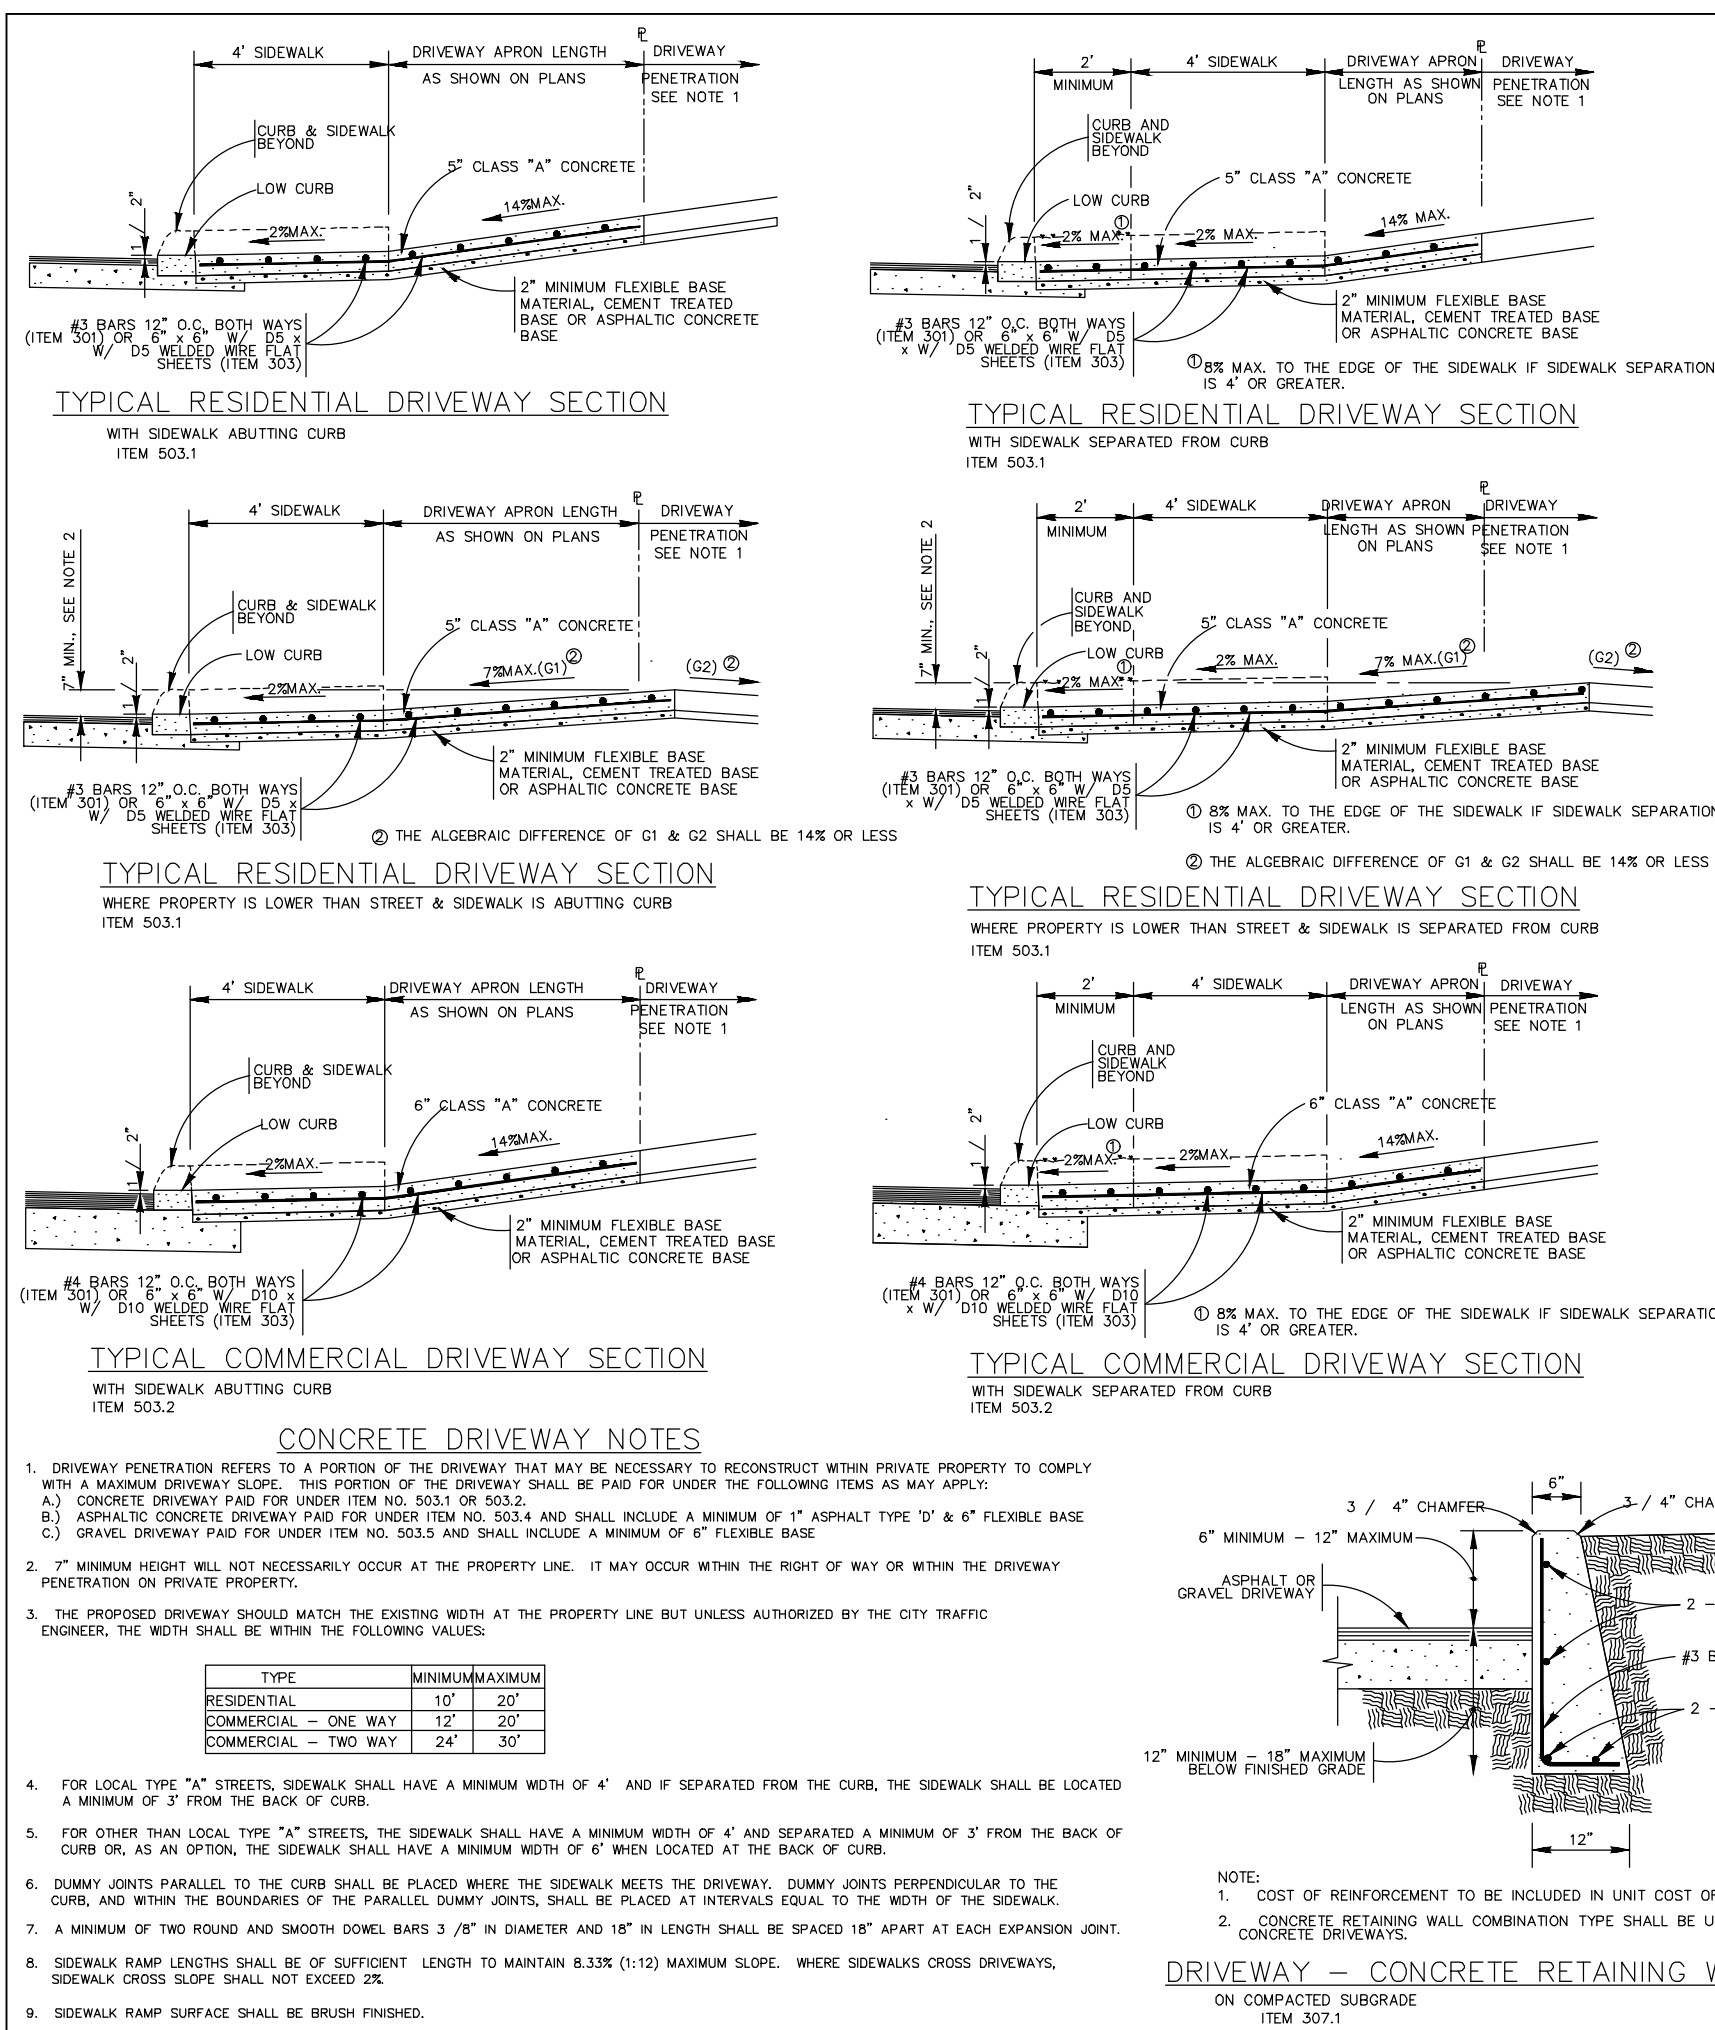 4' SIDEWALK
DRIVEWAY APRON LENGTH
AS SHOWN ON PLANS
℄
DRIVEWAY
PENETRATION
SEE NOTE 1
CURB & SIDEWALK
BEYOND
LOW CURB
5" CLASS "A" CONCRETE
14%MAX.
2%MAX.
1 / 2"
2" MINIMUM FLEXIBLE BASE
MATERIAL, CEMENT TREATED
BASE OR ASPHALTIC CONCRETE
BASE
#3 BARS 12" O.C. BOTH WAYS
(ITEM 301) OR 6" x 6" W/ D5 x
W/ D5 WELDED WIRE FLAT
SHEETS (ITEM 303)
TYPICAL RESIDENTIAL DRIVEWAY SECTION
WITH SIDEWALK ABUTTING CURB
ITEM 503.1
2'
MINIMUM
4' SIDEWALK
DRIVEWAY APRON
LENGTH AS SHOWN
ON PLANS
DRIVEWAY
PENETRATION
SEE NOTE 1
CURB AND
SIDEWALK
BEYOND
5" CLASS "A" CONCRETE
LOW CURB
1 / 2"
2% MAX. ①
2% MAX.
14% MAX.
2" MINIMUM FLEXIBLE BASE
MATERIAL, CEMENT TREATED BASE
OR ASPHALTIC CONCRETE BASE
#3 BARS 12" O.C. BOTH WAYS
(ITEM 301) OR 6" x 6" W/ D5
x W/ D5 WELDED WIRE FLAT
SHEETS (ITEM 303)
① 8% MAX. TO THE EDGE OF THE SIDEWALK IF SIDEWALK SEPARATION
IS 4' OR GREATER.
TYPICAL RESIDENTIAL DRIVEWAY SECTION
WITH SIDEWALK SEPARATED FROM CURB
ITEM 503.1
4' SIDEWALK
DRIVEWAY APRON LENGTH
AS SHOWN ON PLANS
DRIVEWAY
PENETRATION
SEE NOTE 1
7" MIN., SEE NOTE 2
CURB & SIDEWALK
BEYOND
5" CLASS "A" CONCRETE
LOW CURB
1 / 2"
2%MAX.
7%MAX.(G1) ②
(G2) ②
2" MINIMUM FLEXIBLE BASE
MATERIAL, CEMENT TREATED BASE
OR ASPHALTIC CONCRETE BASE
#3 BARS 12" O.C. BOTH WAYS
(ITEM 301) OR 6" x 6" W/ D5 x
W/ D5 WELDED WIRE FLAT
SHEETS (ITEM 303)
② THE ALGEBRAIC DIFFERENCE OF G1 & G2 SHALL BE 14% OR LESS
TYPICAL RESIDENTIAL DRIVEWAY SECTION
WHERE PROPERTY IS LOWER THAN STREET & SIDEWALK IS ABUTTING CURB
ITEM 503.1
2'
MINIMUM
4' SIDEWALK
DRIVEWAY APRON
LENGTH AS SHOWN
ON PLANS
DRIVEWAY
PENETRATION
SEE NOTE 1
7" MIN., SEE NOTE 2
CURB AND
SIDEWALK
BEYOND
5" CLASS "A" CONCRETE
LOW CURB
1 / 2"
2% MAX. ①
2% MAX.
7% MAX.(G1) ②
(G2) ②
2" MINIMUM FLEXIBLE BASE
MATERIAL, CEMENT TREATED BASE
OR ASPHALTIC CONCRETE BASE
#3 BARS 12" O.C. BOTH WAYS
(ITEM 301) OR 6" x 6" W/ D5
x W/ D5 WELDED WIRE FLAT
SHEETS (ITEM 303)
① 8% MAX. TO THE EDGE OF THE SIDEWALK IF SIDEWALK SEPARATION
IS 4' OR GREATER.
② THE ALGEBRAIC DIFFERENCE OF G1 & G2 SHALL BE 14% OR LESS
TYPICAL RESIDENTIAL DRIVEWAY SECTION
WHERE PROPERTY IS LOWER THAN STREET & SIDEWALK IS SEPARATED FROM CURB
ITEM 503.1
4' SIDEWALK
DRIVEWAY APRON LENGTH
AS SHOWN ON PLANS
DRIVEWAY
PENETRATION
SEE NOTE 1
CURB & SIDEWALK
BEYOND
6" CLASS "A" CONCRETE
LOW CURB
1 / 2"
2%MAX.
14%MAX.
2" MINIMUM FLEXIBLE BASE
MATERIAL, CEMENT TREATED BASE
OR ASPHALTIC CONCRETE BASE
#4 BARS 12" O.C. BOTH WAYS
(ITEM 301) OR 6" x 6" W/ D10 x
W/ D10 WELDED WIRE FLAT
SHEETS (ITEM 303)
TYPICAL COMMERCIAL DRIVEWAY SECTION
WITH SIDEWALK ABUTTING CURB
ITEM 503.2
2'
MINIMUM
4' SIDEWALK
DRIVEWAY APRON
LENGTH AS SHOWN
ON PLANS
DRIVEWAY
PENETRATION
SEE NOTE 1
CURB AND
SIDEWALK
BEYOND
6" CLASS "A" CONCRETE
LOW CURB
1 / 2"
2%MAX. ①
2%MAX.
14%MAX.
2" MINIMUM FLEXIBLE BASE
MATERIAL, CEMENT TREATED BASE
OR ASPHALTIC CONCRETE BASE
#4 BARS 12" O.C. BOTH WAYS
(ITEM 301) OR 6" x 6" W/ D10
x W/ D10 WELDED WIRE FLAT
SHEETS (ITEM 303)
① 8% MAX. TO THE EDGE OF THE SIDEWALK IF SIDEWALK
IS 4' OR GREATER.
TYPICAL COMMERCIAL DRIVEWAY SECTION
WITH SIDEWALK SEPARATED FROM CURB
ITEM 503.2
CONCRETE DRIVEWAY NOTES
1. DRIVEWAY PENETRATION REFERS TO A PORTION OF THE DRIVEWAY THAT MAY BE NECESSARY TO RECONSTRUCT WITHIN PRIVATE PROPERTY TO COMPLY
WITH A MAXIMUM DRIVEWAY SLOPE. THIS PORTION OF THE DRIVEWAY SHALL BE PAID FOR UNDER THE FOLLOWING ITEMS AS MAY APPLY:
A.) CONCRETE DRIVEWAY PAID FOR UNDER ITEM NO. 503.1 OR 503.2.
B.) ASPHALTIC CONCRETE DRIVEWAY PAID FOR UNDER ITEM NO. 503.4 AND SHALL INCLUDE A MINIMUM OF 1" ASPHALT TYPE 'D' & 6" FLEXIBLE BASE
C.) GRAVEL DRIVEWAY PAID FOR UNDER ITEM NO. 503.5 AND SHALL INCLUDE A MINIMUM OF 6" FLEXIBLE BASE
2. 7" MINIMUM HEIGHT WILL NOT NECESSARILY OCCUR AT THE PROPERTY LINE. IT MAY OCCUR WITHIN THE RIGHT OF WAY OR WITHIN THE DRIVEWAY
PENETRATION ON PRIVATE PROPERTY.
3. THE PROPOSED DRIVEWAY SHOULD MATCH THE EXISTING WIDTH AT THE PROPERTY LINE BUT UNLESS AUTHORIZED BY THE CITY TRAFFIC
ENGINEER, THE WIDTH SHALL BE WITHIN THE FOLLOWING VALUES:
TYPE MINIMUM MAXIMUM
RESIDENTIAL 10' 20'
COMMERCIAL – ONE WAY 12' 20'
COMMERCIAL – TWO WAY 24' 30'
4. FOR LOCAL TYPE "A" STREETS, SIDEWALK SHALL HAVE A MINIMUM WIDTH OF 4' AND IF SEPARATED FROM THE CURB, THE SIDEWALK SHALL BE LOCATED
A MINIMUM OF 3' FROM THE BACK OF CURB.
5. FOR OTHER THAN LOCAL TYPE "A" STREETS, THE SIDEWALK SHALL HAVE A MINIMUM WIDTH OF 4' AND SEPARATED A MINIMUM OF 3' FROM THE BACK OF
CURB OR, AS AN OPTION, THE SIDEWALK SHALL HAVE A MINIMUM WIDTH OF 6' WHEN LOCATED AT THE BACK OF CURB.
6. DUMMY JOINTS PARALLEL TO THE CURB SHALL BE PLACED WHERE THE SIDEWALK MEETS THE DRIVEWAY. DUMMY JOINTS PERPENDICULAR TO THE
CURB, AND WITHIN THE BOUNDARIES OF THE PARALLEL DUMMY JOINTS, SHALL BE PLACED AT INTERVALS EQUAL TO THE WIDTH OF THE SIDEWALK.
7. A MINIMUM OF TWO ROUND AND SMOOTH DOWEL BARS 3 /8" IN DIAMETER AND 18" IN LENGTH SHALL BE SPACED 18" APART AT EACH EXPANSION JOINT.
8. SIDEWALK RAMP LENGTHS SHALL BE OF SUFFICIENT LENGTH TO MAINTAIN 8.33% (1:12) MAXIMUM SLOPE. WHERE SIDEWALKS CROSS DRIVEWAYS,
SIDEWALK CROSS SLOPE SHALL NOT EXCEED 2%.
9. SIDEWALK RAMP SURFACE SHALL BE BRUSH FINISHED.
6"
3 / 4" CHAMFER
3 / 4"
6" MINIMUM – 12" MAXIMUM
ASPHALT OR
GRAVEL DRIVEWAY
2 –
#3
2 –
12" MINIMUM – 18" MAXIMUM
BELOW FINISHED GRADE
12"
NOTE:
1. COST OF REINFORCEMENT TO BE INCLUDED IN UNIT COST OF
2. CONCRETE RETAINING WALL COMBINATION TYPE SHALL BE
CONCRETE DRIVEWAYS.
DRIVEWAY – CONCRETE RETAINING
ON COMPACTED SUBGRADE
ITEM 307.1